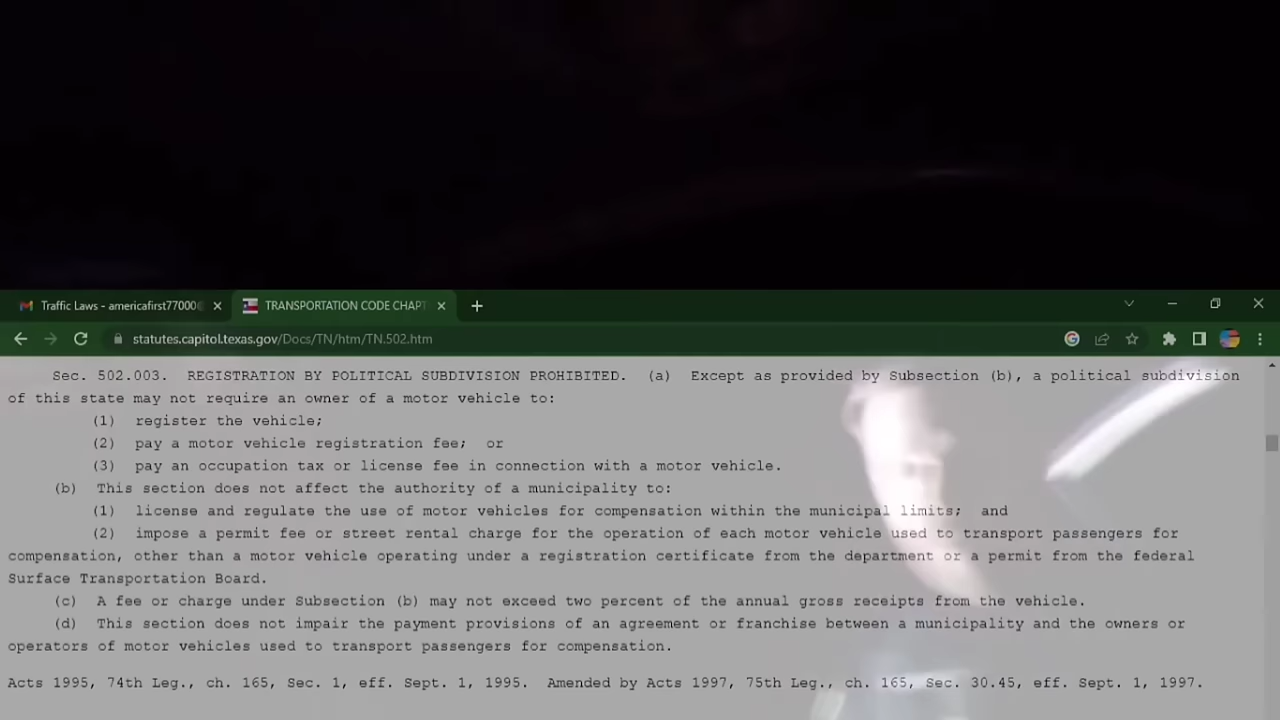 Traffic Laws - americafirst77000
TRANSPORTATION CODE CHAPT
statutes.capitol.texas.gov/Docs/TN/htm/TN.502.htm
Sec. 502.003. REGISTRATION BY POLITICAL SUBDIVISION PROHIBITED. (a) Except as provided by Subsection (b), a political subdivision
of this state may not require an owner of a motor vehicle to:
(1) register the vehicle;
(2) pay a motor vehicle registration fee; or
(3) pay an occupation tax or license fee in connection with a motor vehicle.
(b) This section does not affect the authority of a municipality to:
(1) license and regulate the use of motor vehicles for compensation within the municipal limits; and
(2) impose a permit fee or street rental charge for the operation of each motor vehicle used to transport passengers for
compensation, other than a motor vehicle operating under a registration certificate from the department or a permit from the federal
Surface Transportation Board.
(c) A fee or charge under Subsection (b) may not exceed two percent of the annual gross receipts from the vehicle.
(d) This section does not impair the payment provisions of an agreement or franchise between a municipality and the owners or
operators of motor vehicles used to transport passengers for compensation.
Acts 1995, 74th Leg., ch. 165, Sec. 1, eff. Sept. 1, 1995. Amended by Acts 1997, 75th Leg., ch. 165, Sec. 30.45, eff. Sept. 1, 1997.